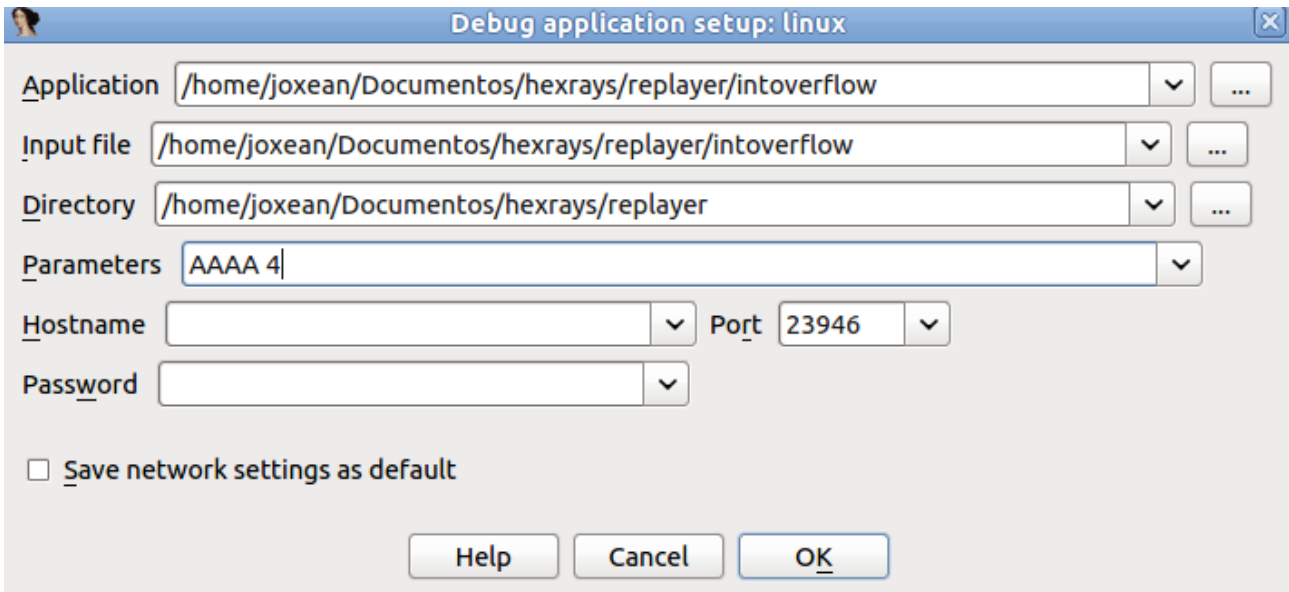 Debug application setup: linux
Application /home/joxean/Documentos/hexrays/replayer/intoverflow ...
Input file /home/joxean/Documentos/hexrays/replayer/intoverflow ...
Directory /home/joxean/Documentos/hexrays/replayer ...
Parameters AAAA 4
Hostname Port 23946
Password
Save network settings as default
Help Cancel OK